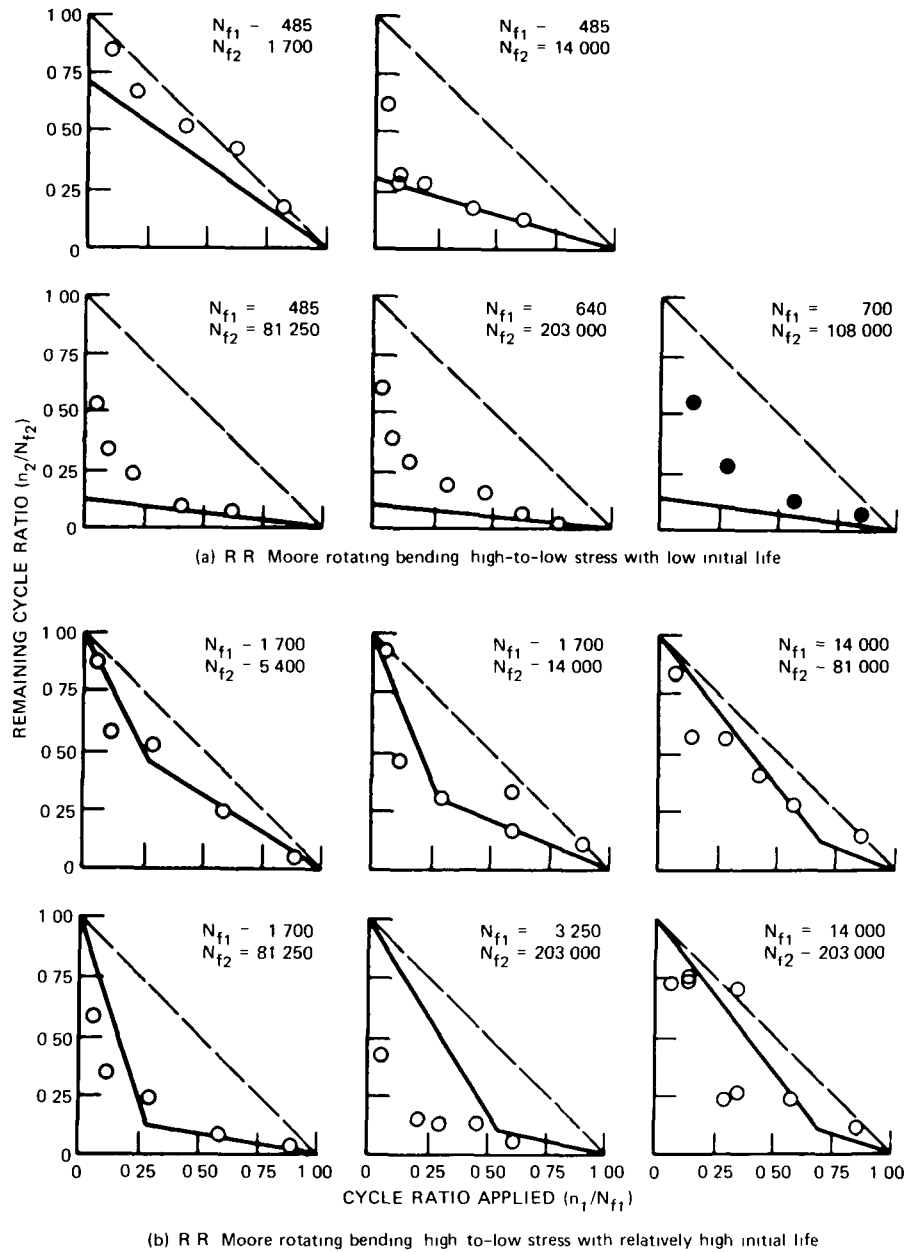 1 00
0 75
0 50
0 25
0
N_f1 – 485
N_f2 1 700
N_f1 – 485
N_f2 = 14 000
1 00
0 75
0 50
0 25
0
N_f1 = 485
N_f2 = 81 250
N_f1 = 640
N_f2 = 203 000
N_f1 = 700
N_f2 = 108 000
(a) R R Moore rotating bending high-to-low stress with low initial life
REMAINING CYCLE RATIO (n_2/N_f2)
1 00
0 75
0 50
0 25
0
N_f1 – 1 700
N_f2 – 5 400
N_f1 – 1 700
N_f2 – 14 000
N_f1 = 14 000
N_f2 – 81 000
1 00
0 75
0 50
0 25
0
N_f1 – 1 700
N_f2 = 81 250
N_f1 = 3 250
N_f2 = 203 000
N_f1 = 14 000
N_f2 – 203 000
0 0 25 0 50 0 75 1 00
0 0 25 0 50 0 75 1 00
0 0 25 0 50 0 75 1 00
CYCLE RATIO APPLIED (n_1/N_f1)
(b) R R Moore rotating bending high to-low stress with relatively high initial life